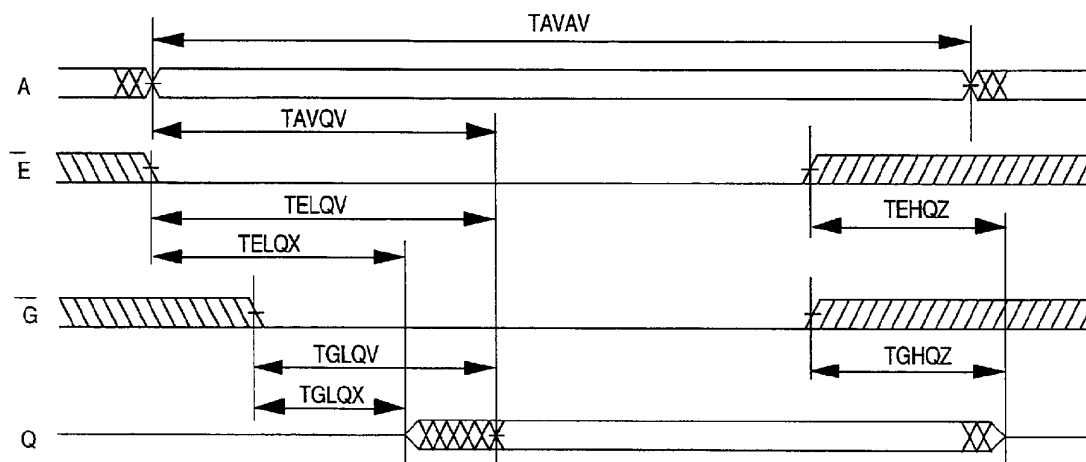 TAVAV
A
TAVQV
E̅
TELQV
TEHQZ
TELQX
G̅
TGLQV
TGHQZ
TGLQX
Q